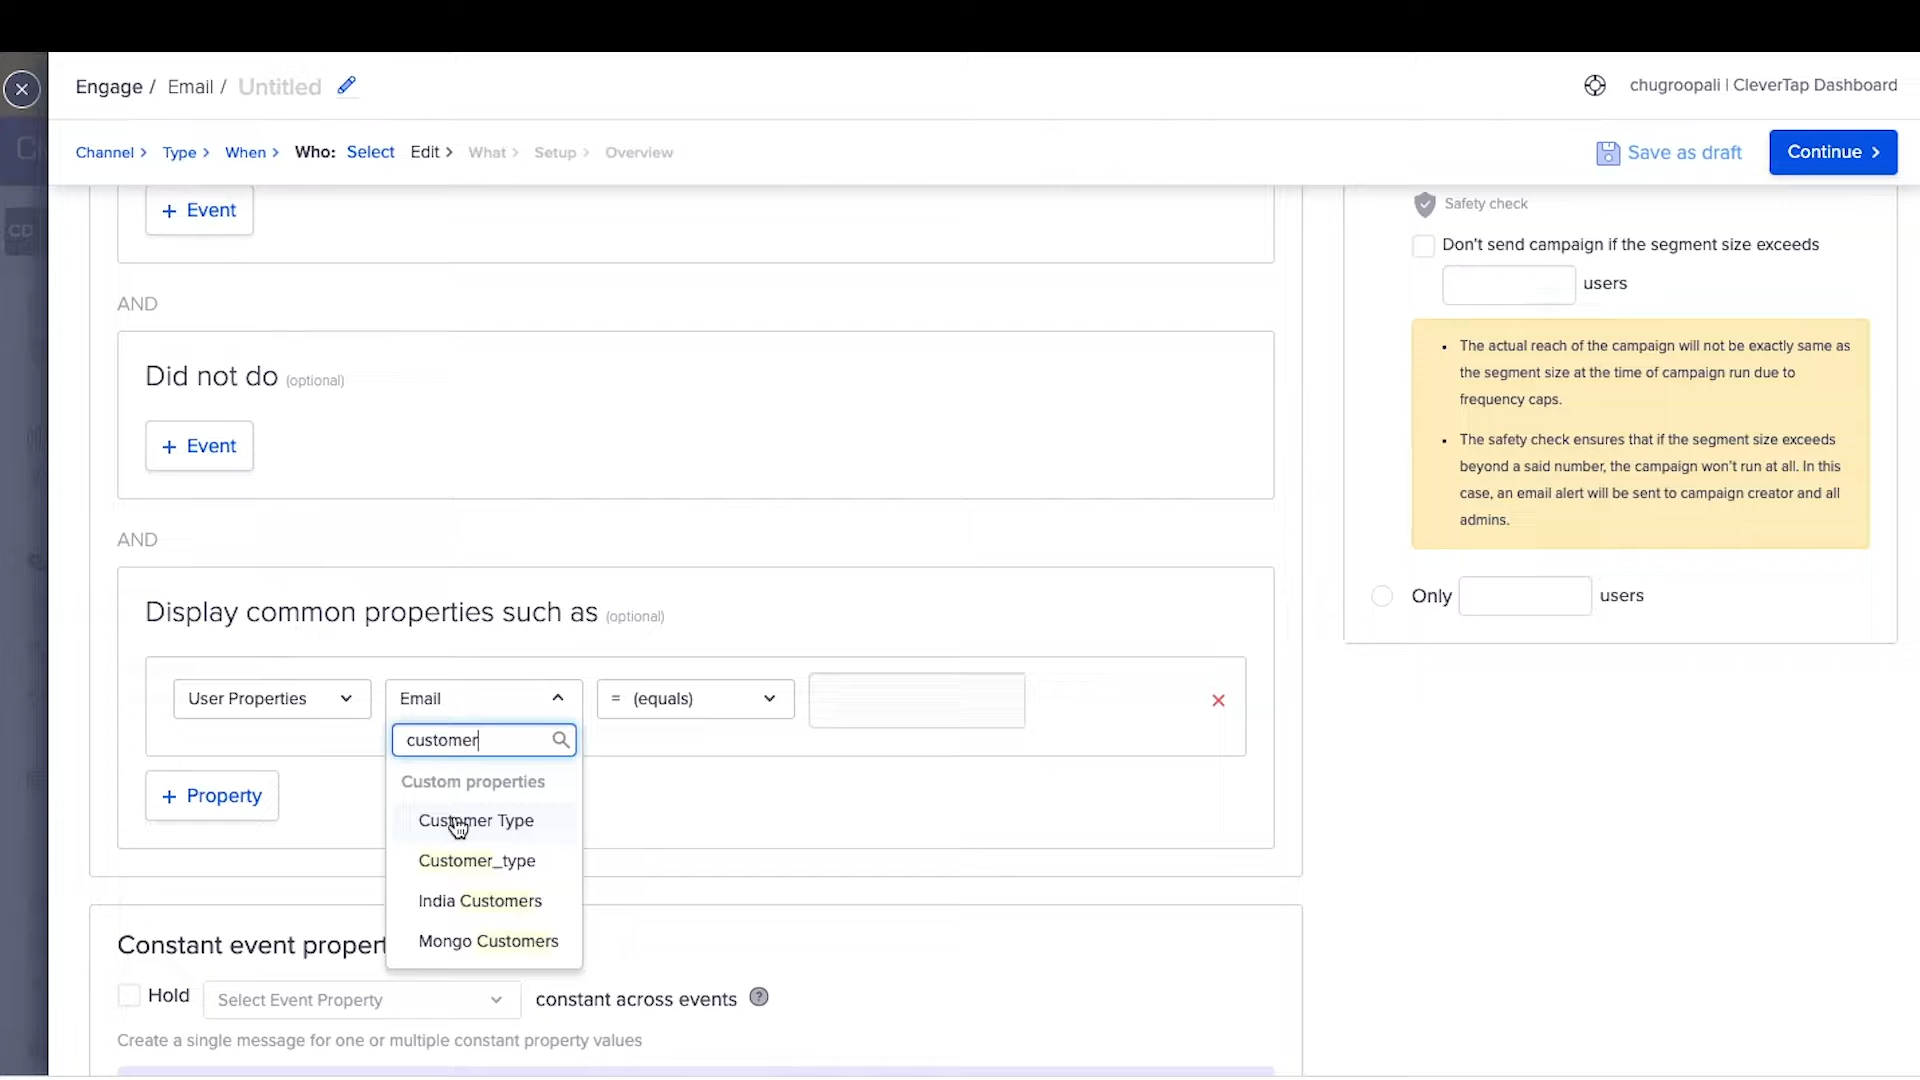 Engage / Email / Untitled
chugroopali | CleverTap Dashboard
Channel > Type > When > Who: Select Edit > What > Setup > Overview
Save as draft
Continue >
+ Event
Safety check
Don't send campaign if the segment size exceeds
users
AND
• The actual reach of the campaign will not be exactly same as
the segment size at the time of campaign run due to
frequency caps.
Did not do (optional)
+ Event
• The safety check ensures that if the segment size exceeds
beyond a said number, the campaign won't run at all. In this
case, an email alert will be sent to campaign creator and all
admins.
AND
Only users
Display common properties such as (optional)
User Properties Email = (equals)
customer
Custom properties
+ Property
Customer Type
Customer_type
India Customers
Mongo Customers
Constant event propert
Hold Select Event Property constant across events ?
Create a single message for one or multiple constant property values
CD